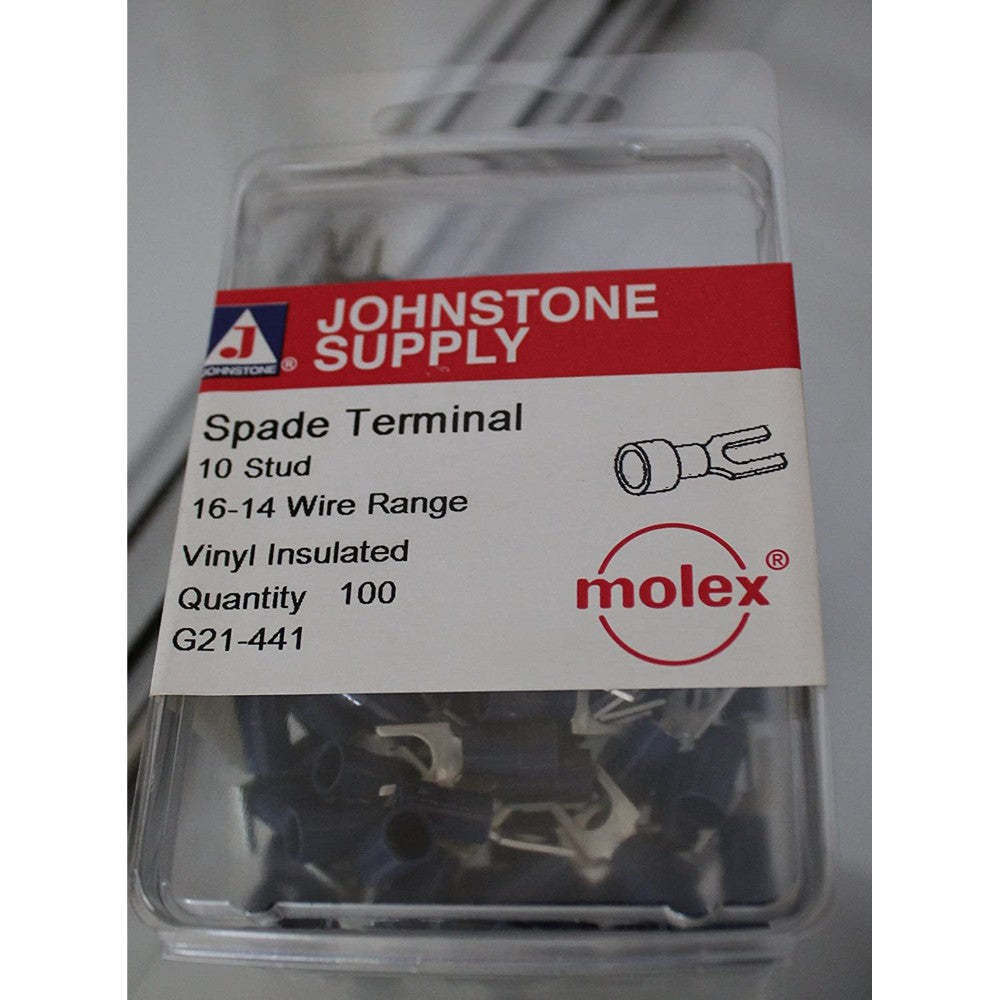 JOHNSTONE
SUPPLY
J
JOHNSTONE
®
Spade Terminal
10 Stud
16-14 Wire Range
Vinyl Insulated
Quantity 100
G21-441
molex®